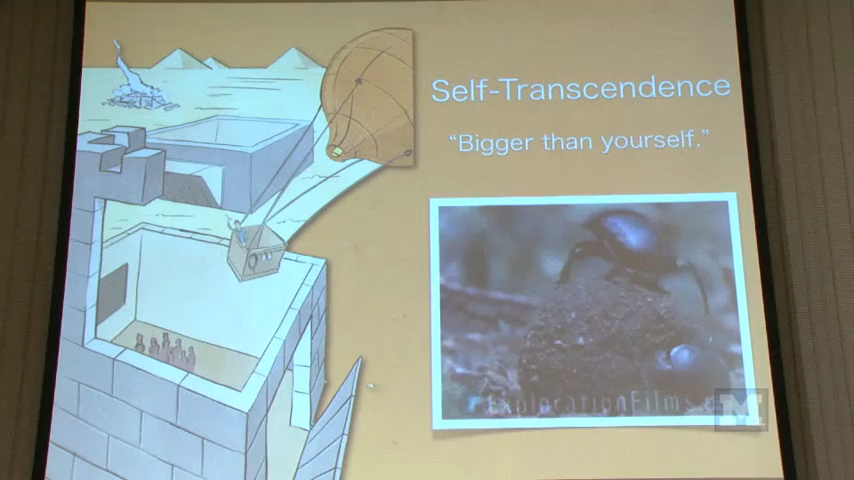 Self-Transcendence
“Bigger than yourself.”
ExplorationFilms.c
M